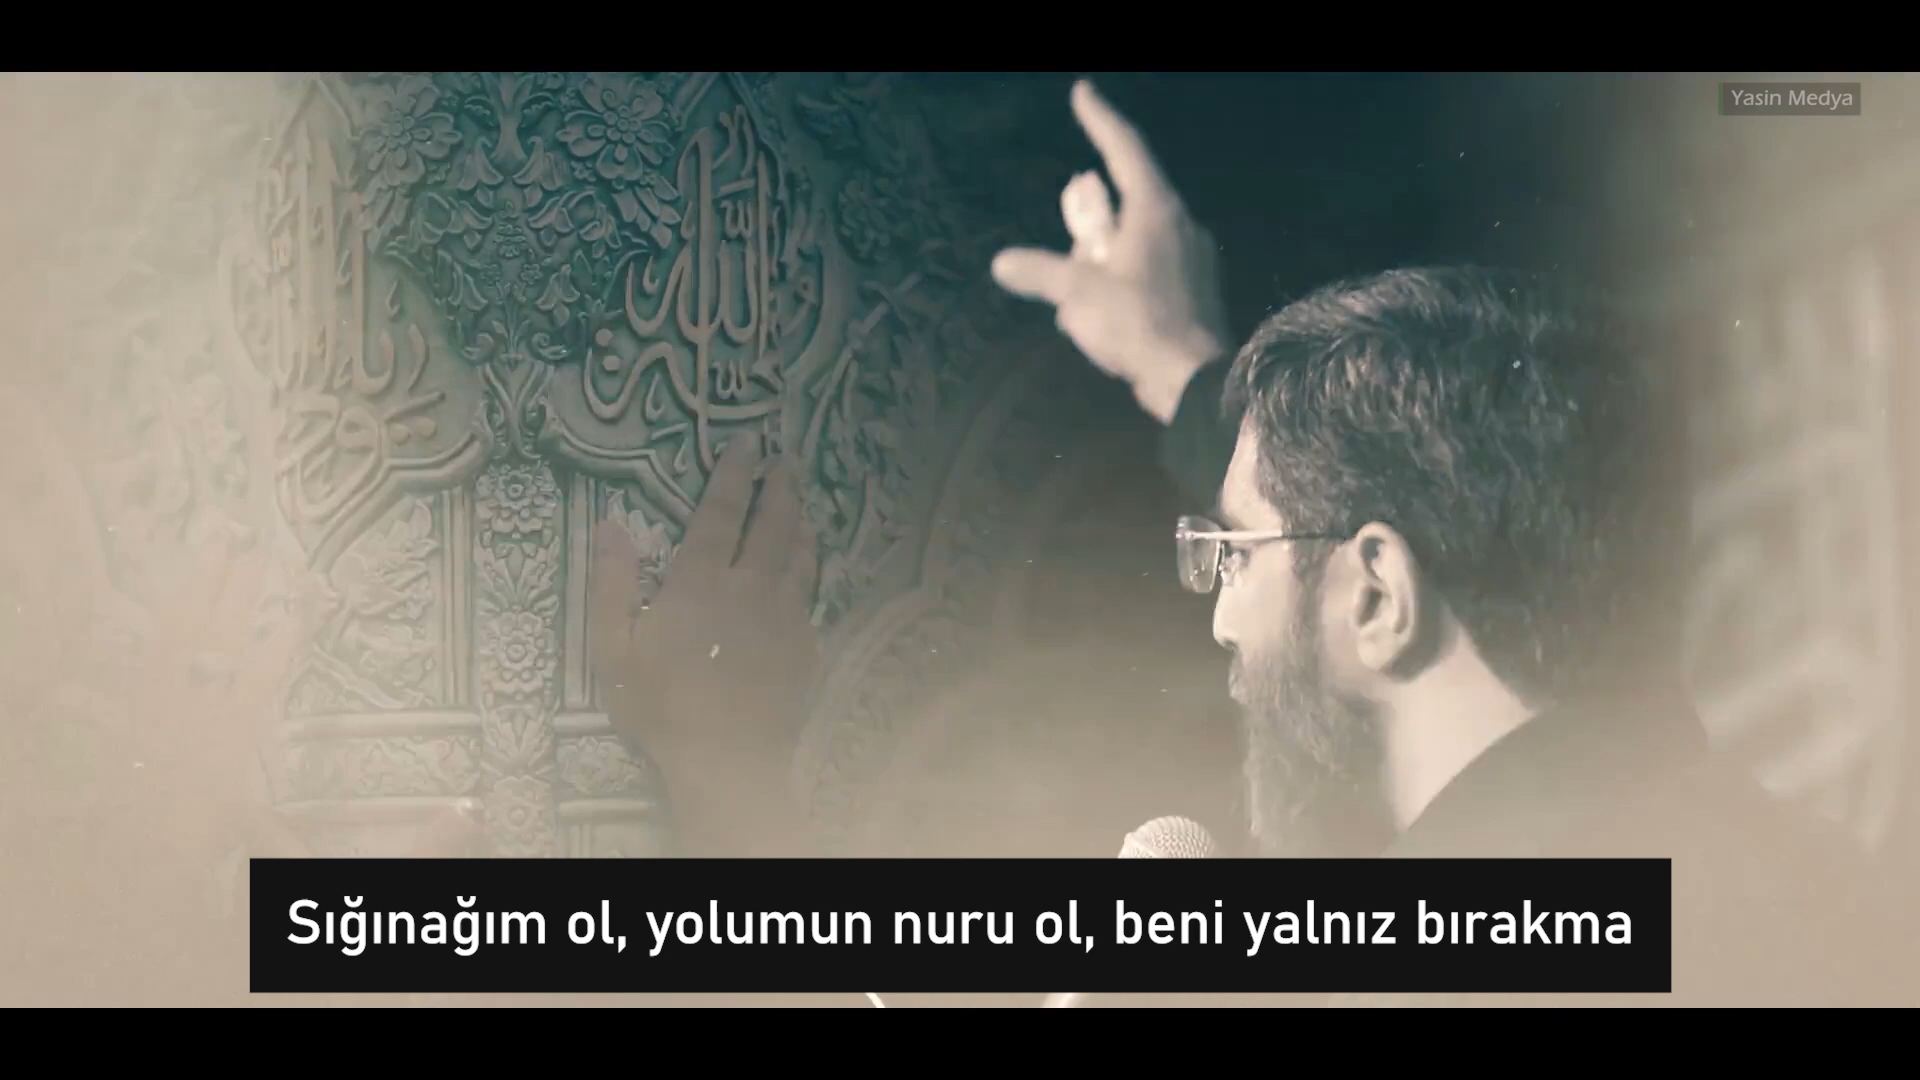 Yasin Medya
Sığınağım ol, yolumun nuru ol, beni yalnız bırakma